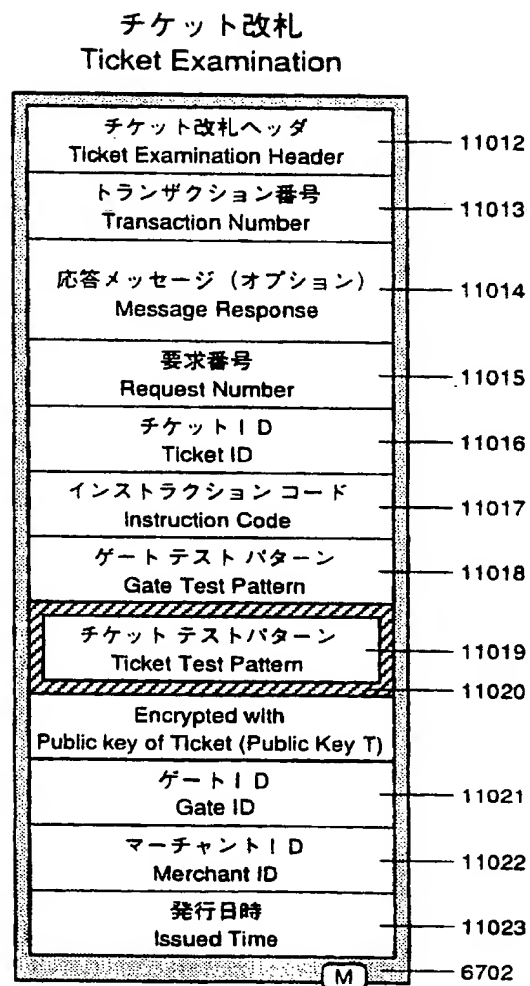 チケット改札
Ticket Examination
チケット改札ヘッダ
Ticket Examination Header
11012
トランザクション番号
Transaction Number
11013
応答メッセージ (オプション)
Message Response
11014
要求番号
Request Number
11015
チケットID
Ticket ID
11016
インストラクション コード
Instruction Code
11017
ゲート テスト パターン
Gate Test Pattern
11018
チケット テストパターン
Ticket Test Pattern
11019
11020
Encrypted with
Public key of Ticket (Public Key T)
ゲートID
Gate ID
11021
マーチャントID
Merchant ID
11022
発行日時
Issued Time
11023
M
6702